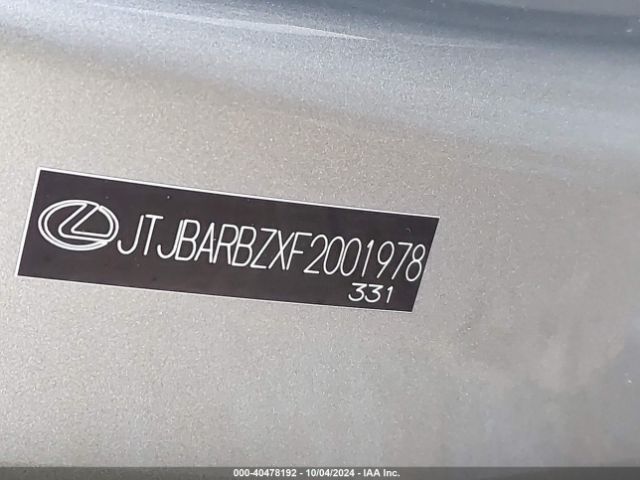 JTJBARBZXF2001978
331
000-40478192 - 10/04/2024 - IAA Inc.